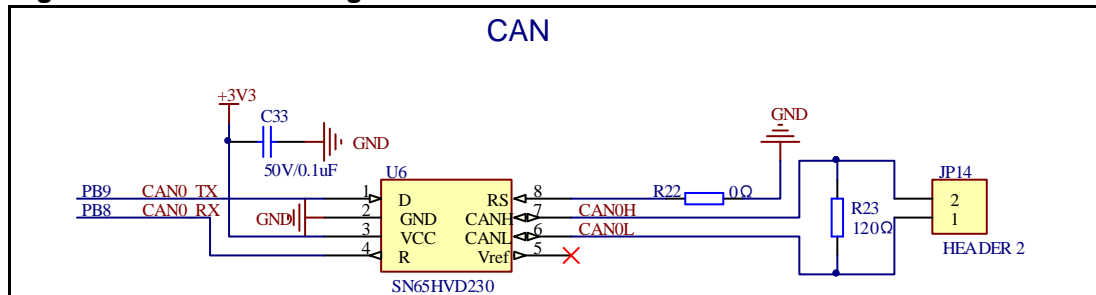 CAN
+3V3
C33
GND
50V/0.1uF
GND
U6
PB9 CAN0_TX
PB8 CAN0_RX
GND
1 D
2 GND
3 VCC
4 R
RS 8
CANH 7
CANL 6
Vref 5
SN65HVD230
R22 0Ω
CAN0H
CAN0L
R23
120Ω
JP14
2
1
HEADER 2